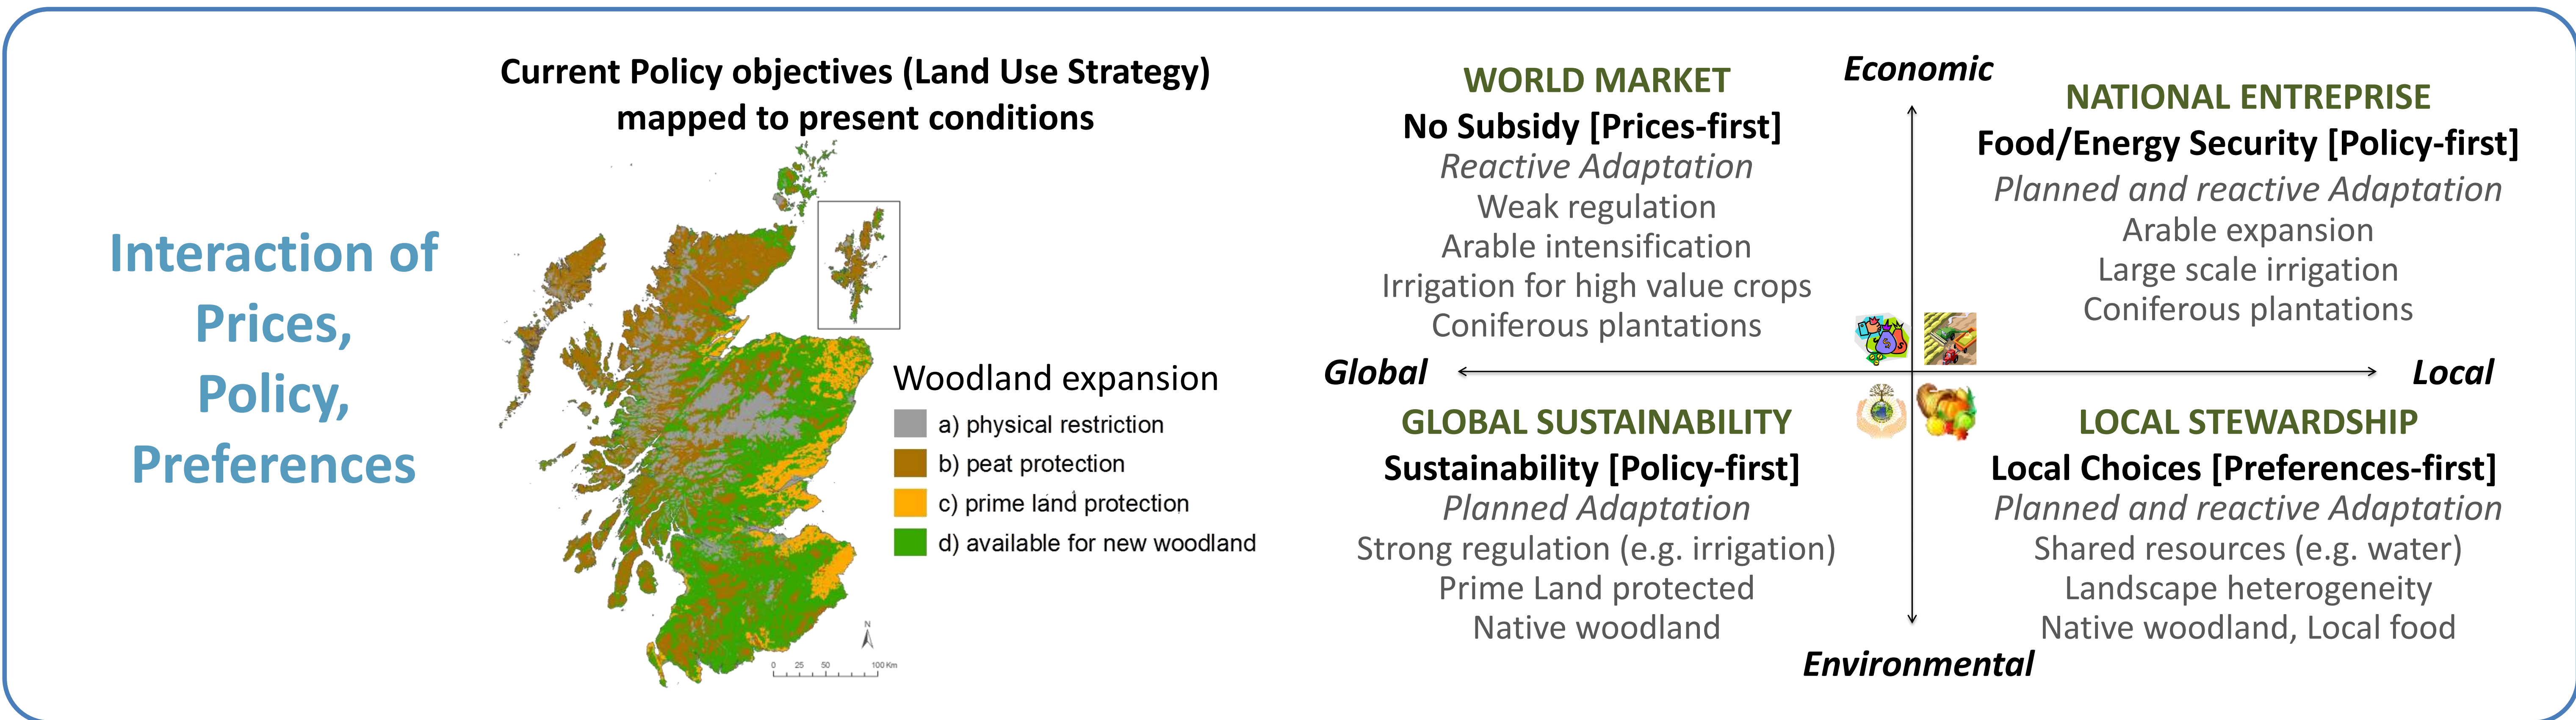 Interaction of
Prices,
Policy,
Preferences
Current Policy objectives (Land Use Strategy)
mapped to present conditions
Woodland expansion
a) physical restriction
b) peat protection
c) prime land protection
d) available for new woodland
N
0 25 50 100 Km
Economic
Global
Local
Environmental
WORLD MARKET
No Subsidy [Prices-first]
Reactive Adaptation
Weak regulation
Arable intensification
Irrigation for high value crops
Coniferous plantations
NATIONAL ENTREPRISE
Food/Energy Security [Policy-first]
Planned and reactive Adaptation
Arable expansion
Large scale irrigation
Coniferous plantations
GLOBAL SUSTAINABILITY
Sustainability [Policy-first]
Planned Adaptation
Strong regulation (e.g. irrigation)
Prime Land protected
Native woodland
LOCAL STEWARDSHIP
Local Choices [Preferences-first]
Planned and reactive Adaptation
Shared resources (e.g. water)
Landscape heterogeneity
Native woodland, Local food